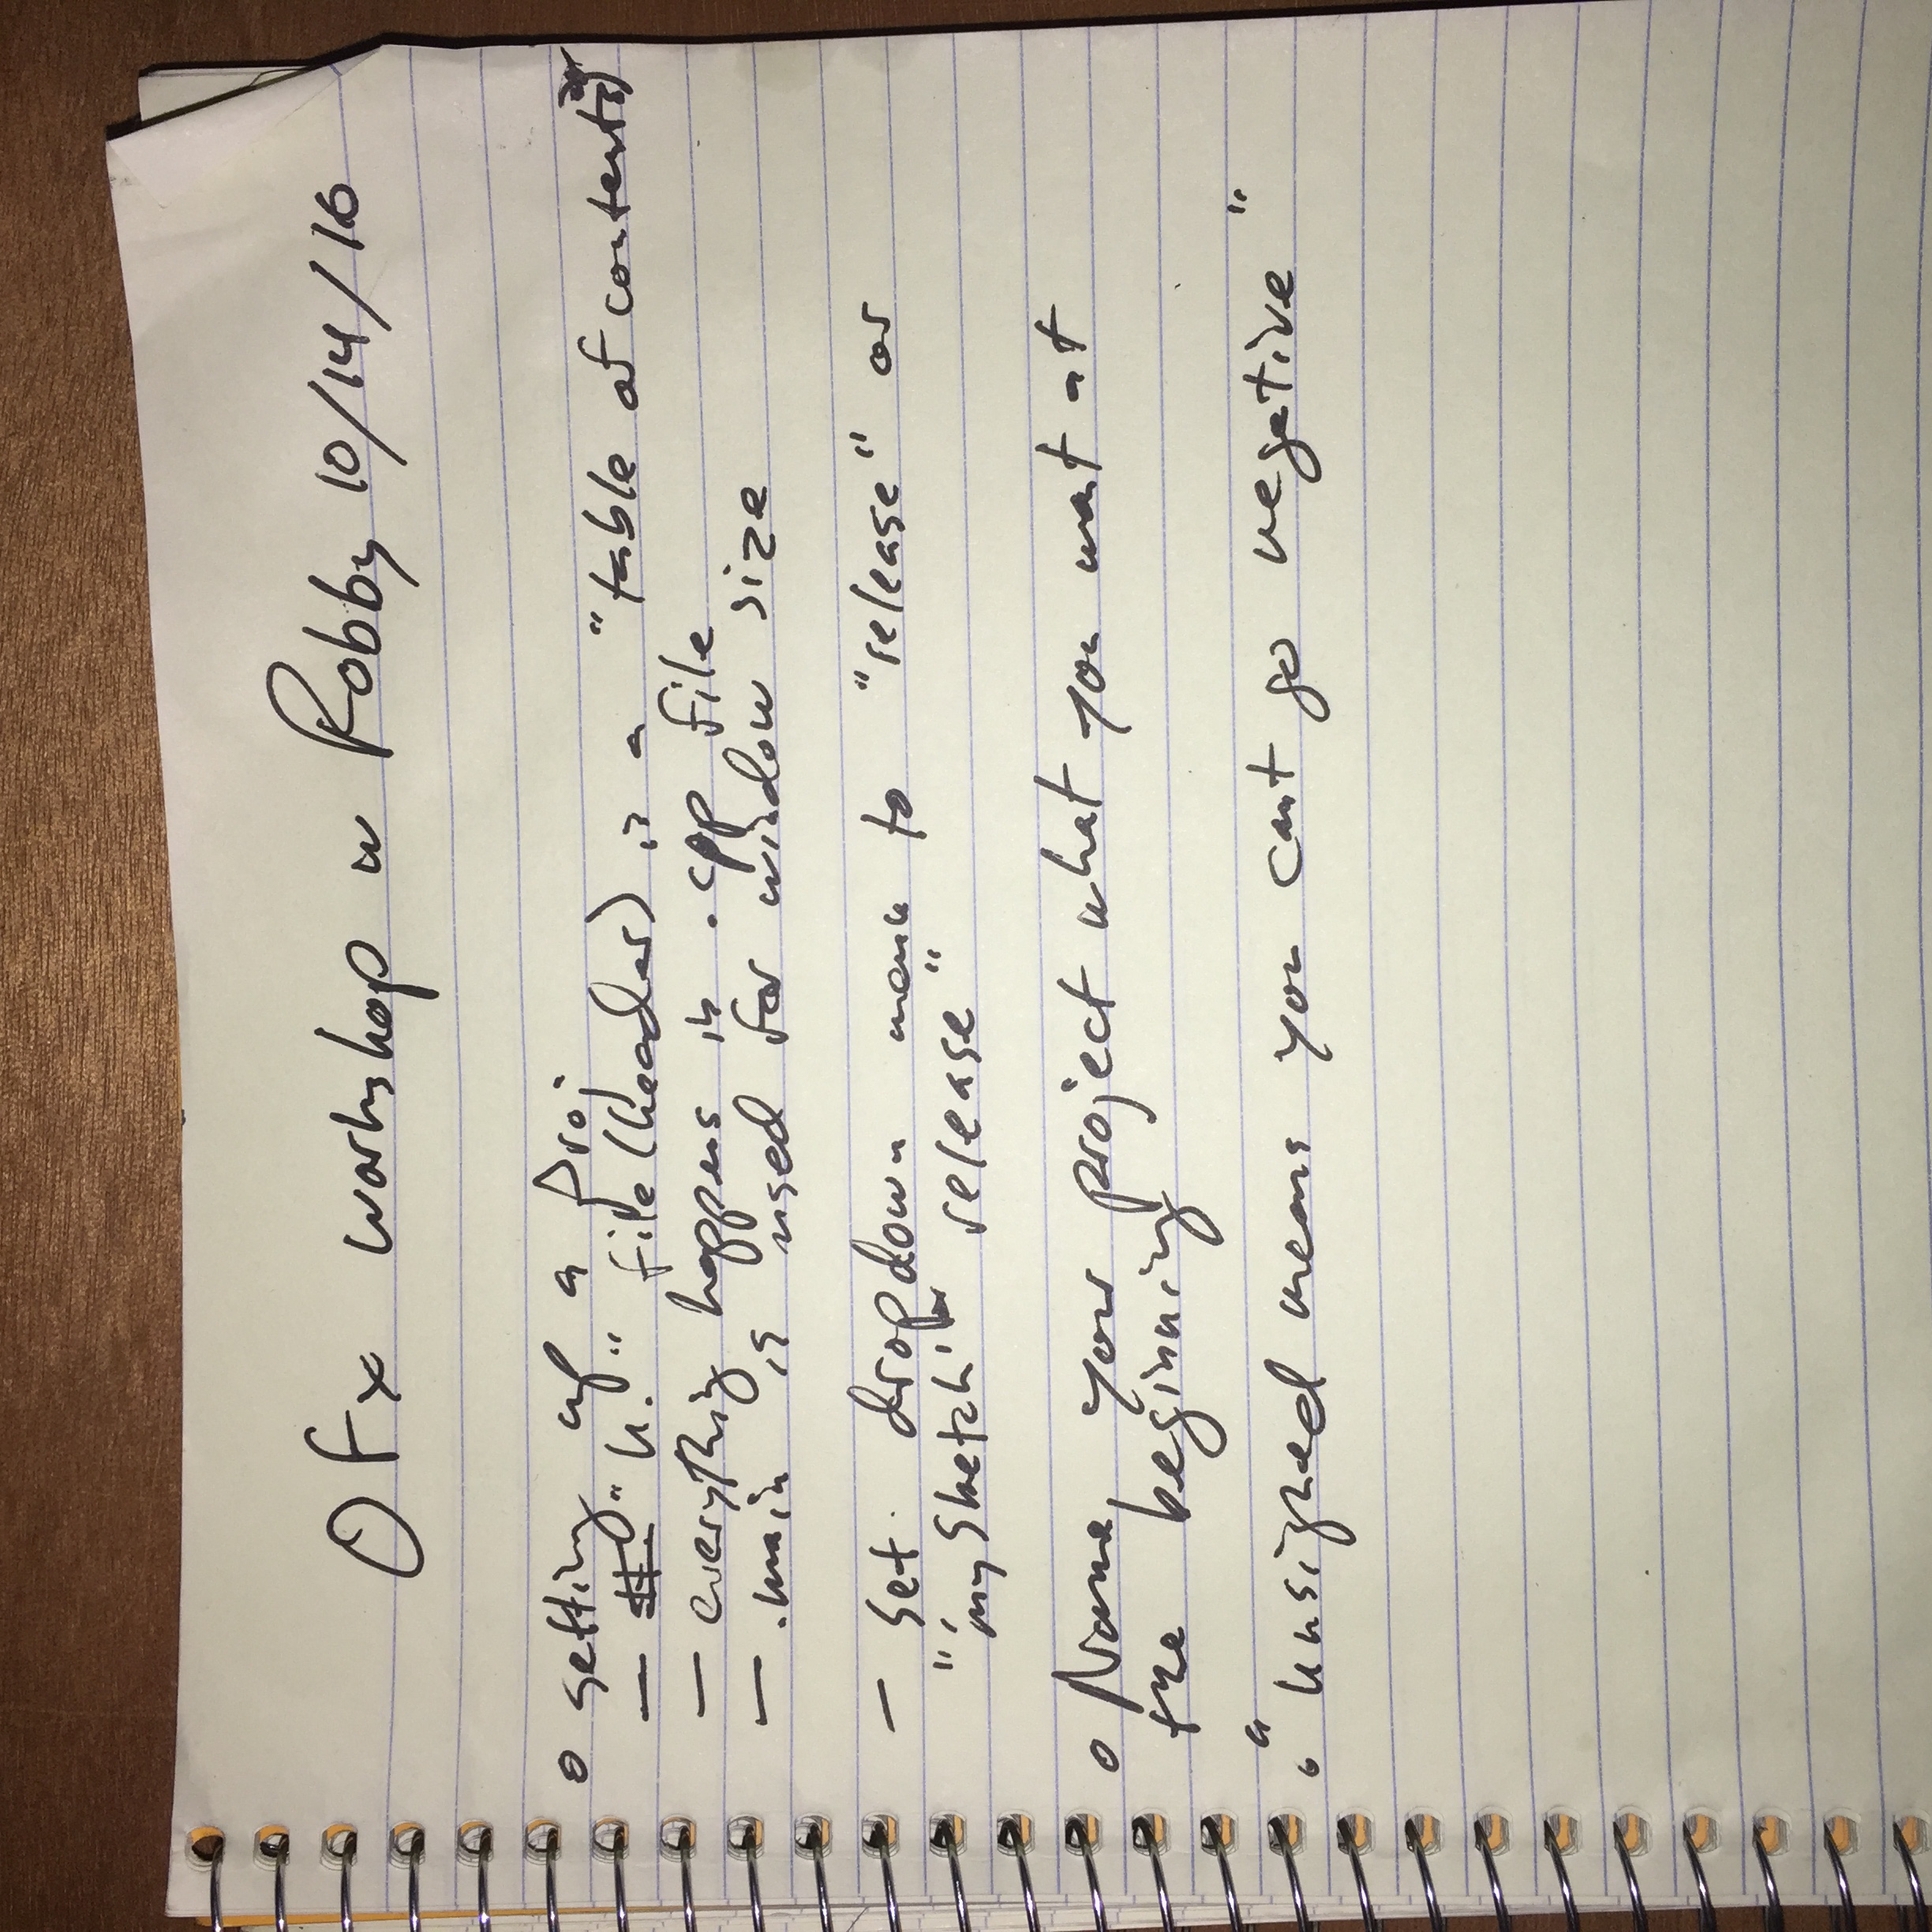 OFx workshop w Robby 10/14/16
o setting up a proj
— "h." file (header) is a "table of contents"
— everything happens in .cpp file
— .main is used for window size
— set dropdown menu to "release" or
"'mySketch' release"
o Name your project what you want at
the beginning
o "Unsigned means you cant go negative"